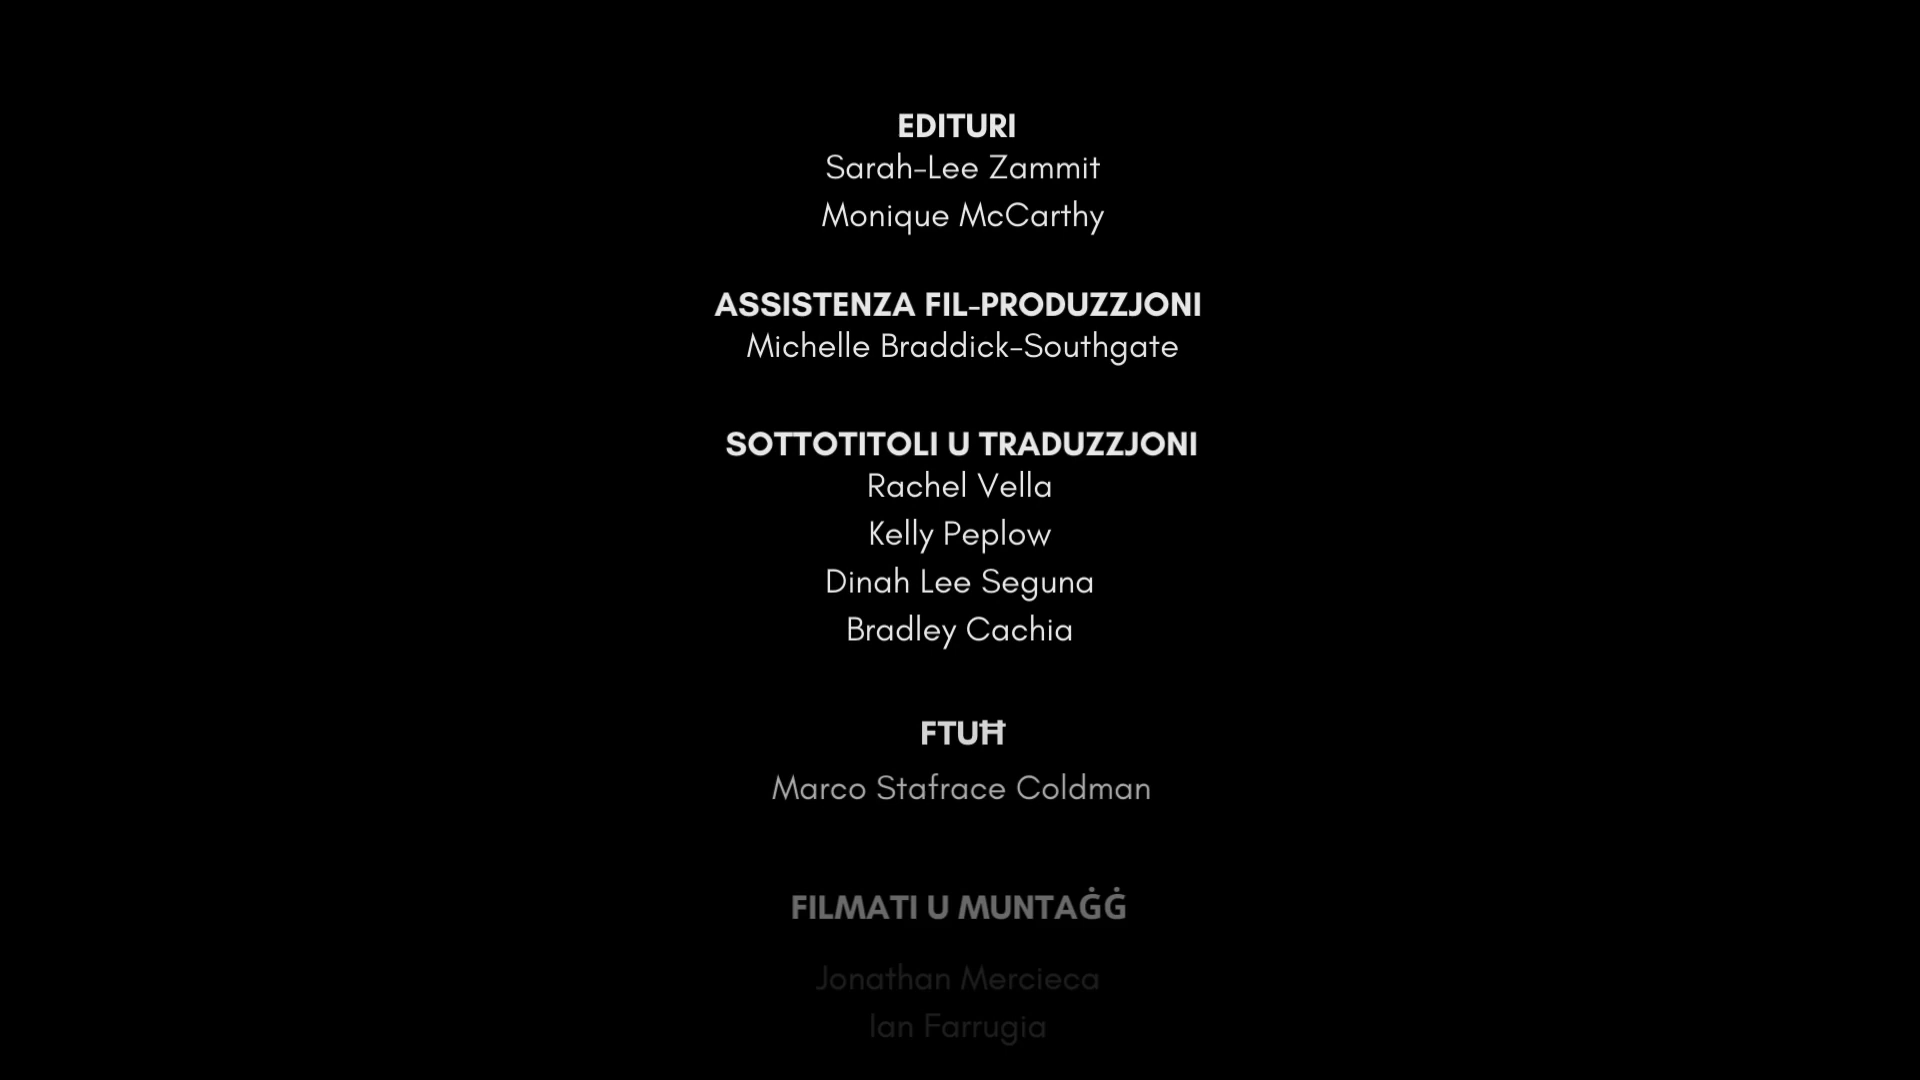 EDITURI
Sarah-Lee Zammit
Monique McCarthy
ASSISTENZA FIL-PRODUZZJONI
Michelle Braddick-Southgate
SOTTOTITOLI U TRADUZZJONI
Rachel Vella
Kelly Peplow
Dinah Lee Seguna
Bradley Cachia
FTUĦ
Marco Stafrace Coldman
FILMATI U MUNTAĠĠ
Jonathan Mercieca
Ian Farrugia